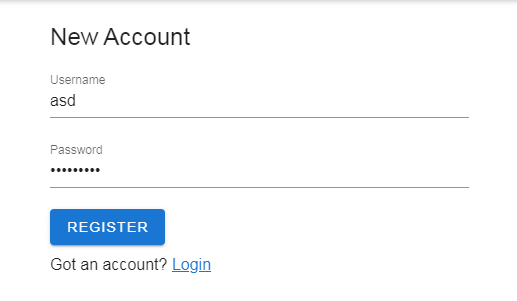 New Account
Username
asd
Password
•••••••••
REGISTER
Got an account? Login